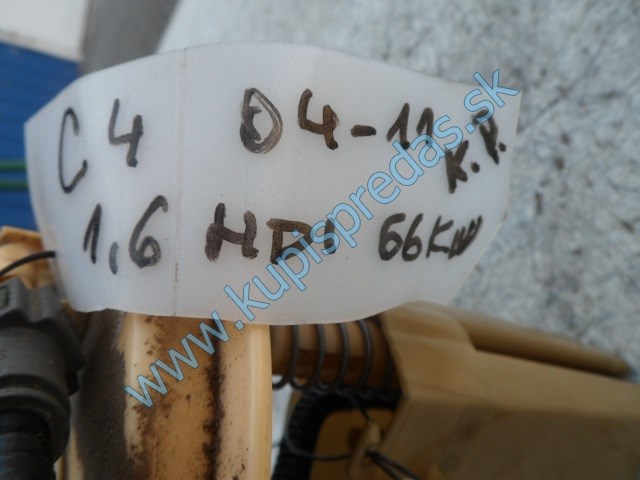 C4 04-11 K.P.
1,6 HDI 66KW
www.kupispredas.sk